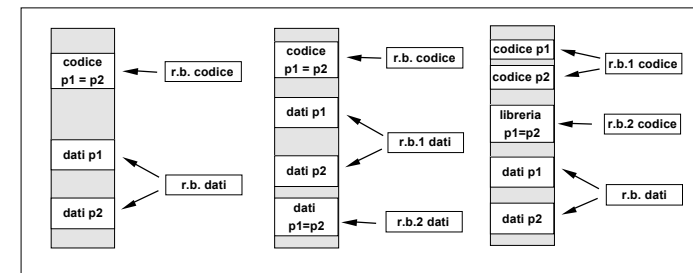 codice
p1 = p2
r.b. codice
dati p1
r.b. dati
dati p2
codice
p1 = p2
r.b. codice
dati p1
r.b.1 dati
dati p2
dati
p1=p2
r.b.2 dati
codice p1
r.b.1 codice
codice p2
libreria
p1=p2
r.b.2 codice
dati p1
r.b. dati
dati p2